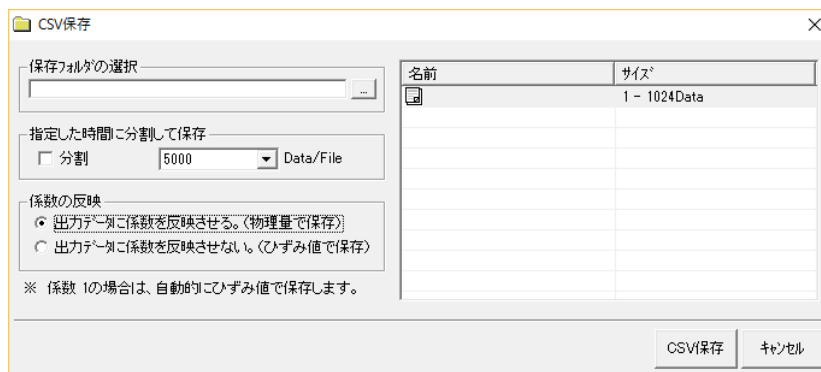 CSV保存
保存ﾌｫﾙﾀﾞの選択
...
指定した時間に分割して保存
分割 5000 Data/File
係数の反映
出力ﾃﾞｰﾀに係数を反映させる。(物理量で保存)
出力ﾃﾞｰﾀに係数を反映させない。(ひずみ値で保存)
※ 係数 1の場合は、自動的にひずみ値で保存します。
名前 ｻｲｽﾞ
1 - 1024Data
CSV保存 ｷｬﾝｾﾙ